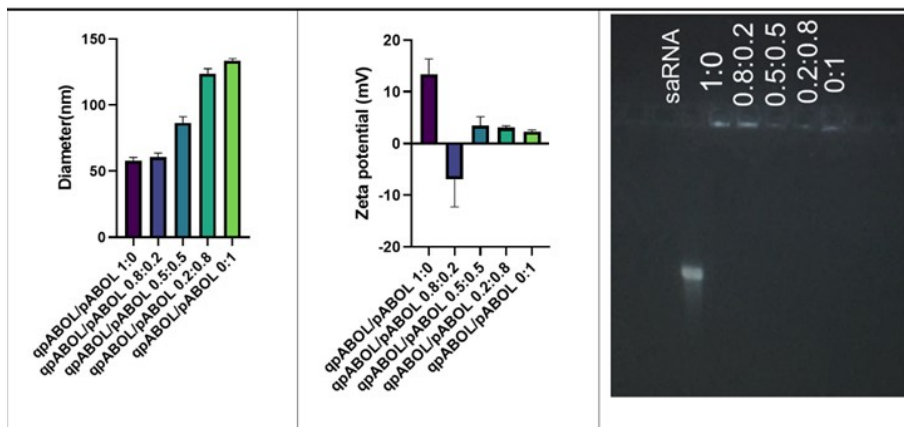 150
100
50
0
Diameter(nm)
qpABOL/pABOL 1:0
qpABOL/pABOL 0.8:0.2
qpABOL/pABOL 0.5:0.5
qpABOL/pABOL 0.2:0.8
qpABOL/pABOL 0:1
20
10
0
-10
-20
Zeta potential (mV)
qpABOL/pABOL 1:0
qpABOL/pABOL 0.8:0.2
qpABOL/pABOL 0.5:0.5
qpABOL/pABOL 0.2:0.8
qpABOL/pABOL 0:1
saRNA
1:0
0.8:0.2
0.5:0.5
0.2:0.8
0:1